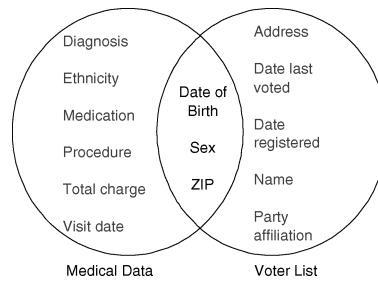 Diagnosis
Ethnicity
Medication
Procedure
Total charge
Visit date
Date of
Birth
Sex
ZIP
Address
Date last
voted
Date
registered
Name
Party
affiliation
Medical Data
Voter List